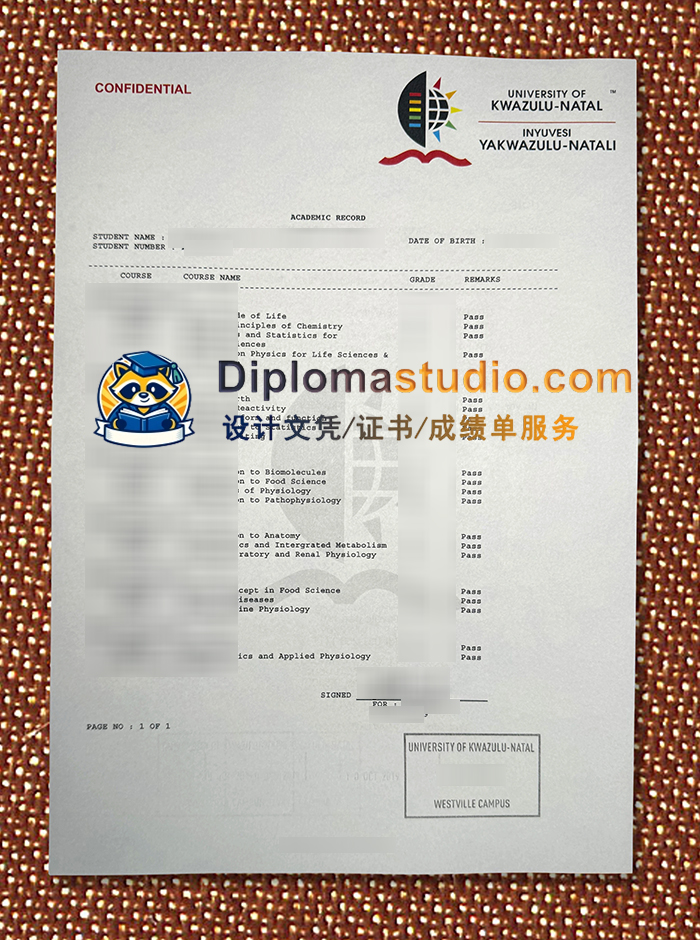 CONFIDENTIAL
UNIVERSITY OF ™
KWAZULU-NATAL
INYUVESI
YAKWAZULU-NATALI
ACADEMIC RECORD
STUDENT NAME :
DATE OF BIRTH :
STUDENT NUMBER . .
COURSE COURSE NAME GRADE REMARKS
de of Life Pass
inciples of Chemistry Pass
s and Statistics for Pass
iences
on Physics for Life Sciences & Pass
Diplomastudio.com
rth Pass
eactivity Pass
设计文凭/证书/成绩单服务
on to Biomolecules Pass
on to Food Science Pass
s of Physiology Pass
on to Pathophysiology Pass
on to Anatomy Pass
cs and Intergrated Metabolism Pass
ratory and Renal Physiology Pass
cept in Food Science Pass
iseases Pass
ine Physiology Pass
Pass
ics and Applied Physiology Pass
SIGNED
FOR :
PAGE NO : 1 OF 1
UNIVERSITY OF KWAZULU-NATAL
WESTVILLE CAMPUS